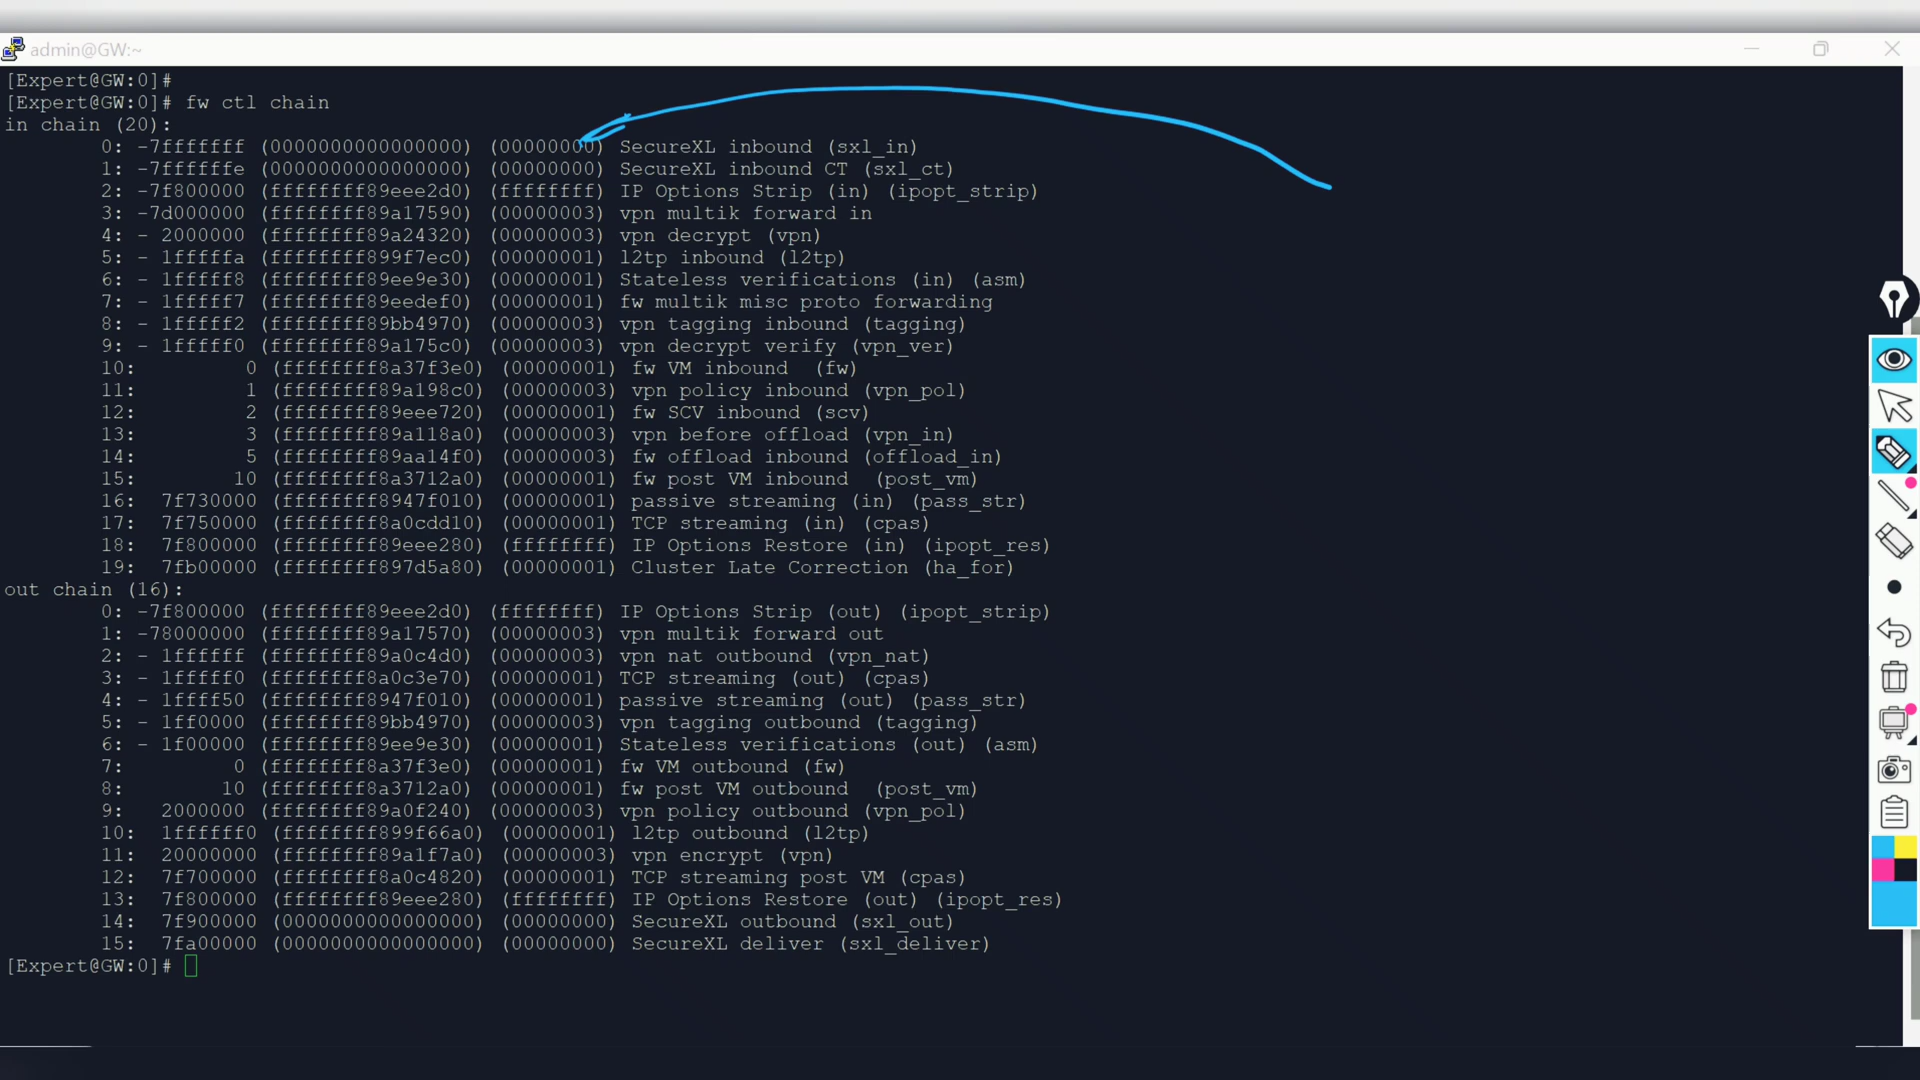 admin@GW:~
[Expert@GW:0]#
[Expert@GW:0]# fw ctl chain
in chain (20):
0: -7fffffff (0000000000000000) (00000000) SecureXL inbound (sxl_in)
1: -7ffffffe (0000000000000000) (00000000) SecureXL inbound CT (sxl_ct)
2: -7f800000 (ffffffff89eee2d0) (ffffffff) IP Options Strip (in) (ipopt_strip)
3: -7d000000 (ffffffff89a17590) (00000003) vpn multik forward in
4: - 2000000 (ffffffff89a24320) (00000003) vpn decrypt (vpn)
5: - 1fffffa (ffffffff899f7ec0) (00000001) l2tp inbound (l2tp)
6: - 1fffff8 (ffffffff89ee9e30) (00000001) Stateless verifications (in) (asm)
7: - 1fffff7 (ffffffff89eedef0) (00000001) fw multik misc proto forwarding
8: - 1fffff2 (ffffffff89bb4970) (00000003) vpn tagging inbound (tagging)
9: - 1fffff0 (ffffffff89a175c0) (00000003) vpn decrypt verify (vpn_ver)
10: 0 (ffffffff8a37f3e0) (00000001) fw VM inbound (fw)
11: 1 (ffffffff89a198c0) (00000003) vpn policy inbound (vpn_pol)
12: 2 (ffffffff89eee720) (00000001) fw SCV inbound (scv)
13: 3 (ffffffff89a118a0) (00000003) vpn before offload (vpn_in)
14: 5 (ffffffff89aa14f0) (00000003) fw offload inbound (offload_in)
15: 10 (ffffffff8a3712a0) (00000001) fw post VM inbound (post_vm)
16: 7f730000 (ffffffff8947f010) (00000001) passive streaming (in) (pass_str)
17: 7f750000 (ffffffff8a0cdd10) (00000001) TCP streaming (in) (cpas)
18: 7f800000 (ffffffff89eee280) (ffffffff) IP Options Restore (in) (ipopt_res)
19: 7fb00000 (ffffffff897d5a80) (00000001) Cluster Late Correction (ha_for)
out chain (16):
0: -7f800000 (ffffffff89eee2d0) (ffffffff) IP Options Strip (out) (ipopt_strip)
1: -78000000 (ffffffff89a17570) (00000003) vpn multik forward out
2: - 1ffffff (ffffffff89a0c4d0) (00000003) vpn nat outbound (vpn_nat)
3: - 1fffff0 (ffffffff8a0c3e70) (00000001) TCP streaming (out) (cpas)
4: - 1ffff50 (ffffffff8947f010) (00000001) passive streaming (out) (pass_str)
5: - 1ff0000 (ffffffff89bb4970) (00000003) vpn tagging outbound (tagging)
6: - 1f00000 (ffffffff89ee9e30) (00000001) Stateless verifications (out) (asm)
7: 0 (ffffffff8a37f3e0) (00000001) fw VM outbound (fw)
8: 10 (ffffffff8a3712a0) (00000001) fw post VM outbound (post_vm)
9: 2000000 (ffffffff89a0f240) (00000003) vpn policy outbound (vpn_pol)
10: 1ffffff0 (ffffffff899f66a0) (00000001) l2tp outbound (l2tp)
11: 20000000 (ffffffff89a1f7a0) (00000003) vpn encrypt (vpn)
12: 7f700000 (ffffffff8a0c4820) (00000001) TCP streaming post VM (cpas)
13: 7f800000 (ffffffff89eee280) (ffffffff) IP Options Restore (out) (ipopt_res)
14: 7f900000 (0000000000000000) (00000000) SecureXL outbound (sxl_out)
15: 7fa00000 (0000000000000000) (00000000) SecureXL deliver (sxl_deliver)
[Expert@GW:0]#